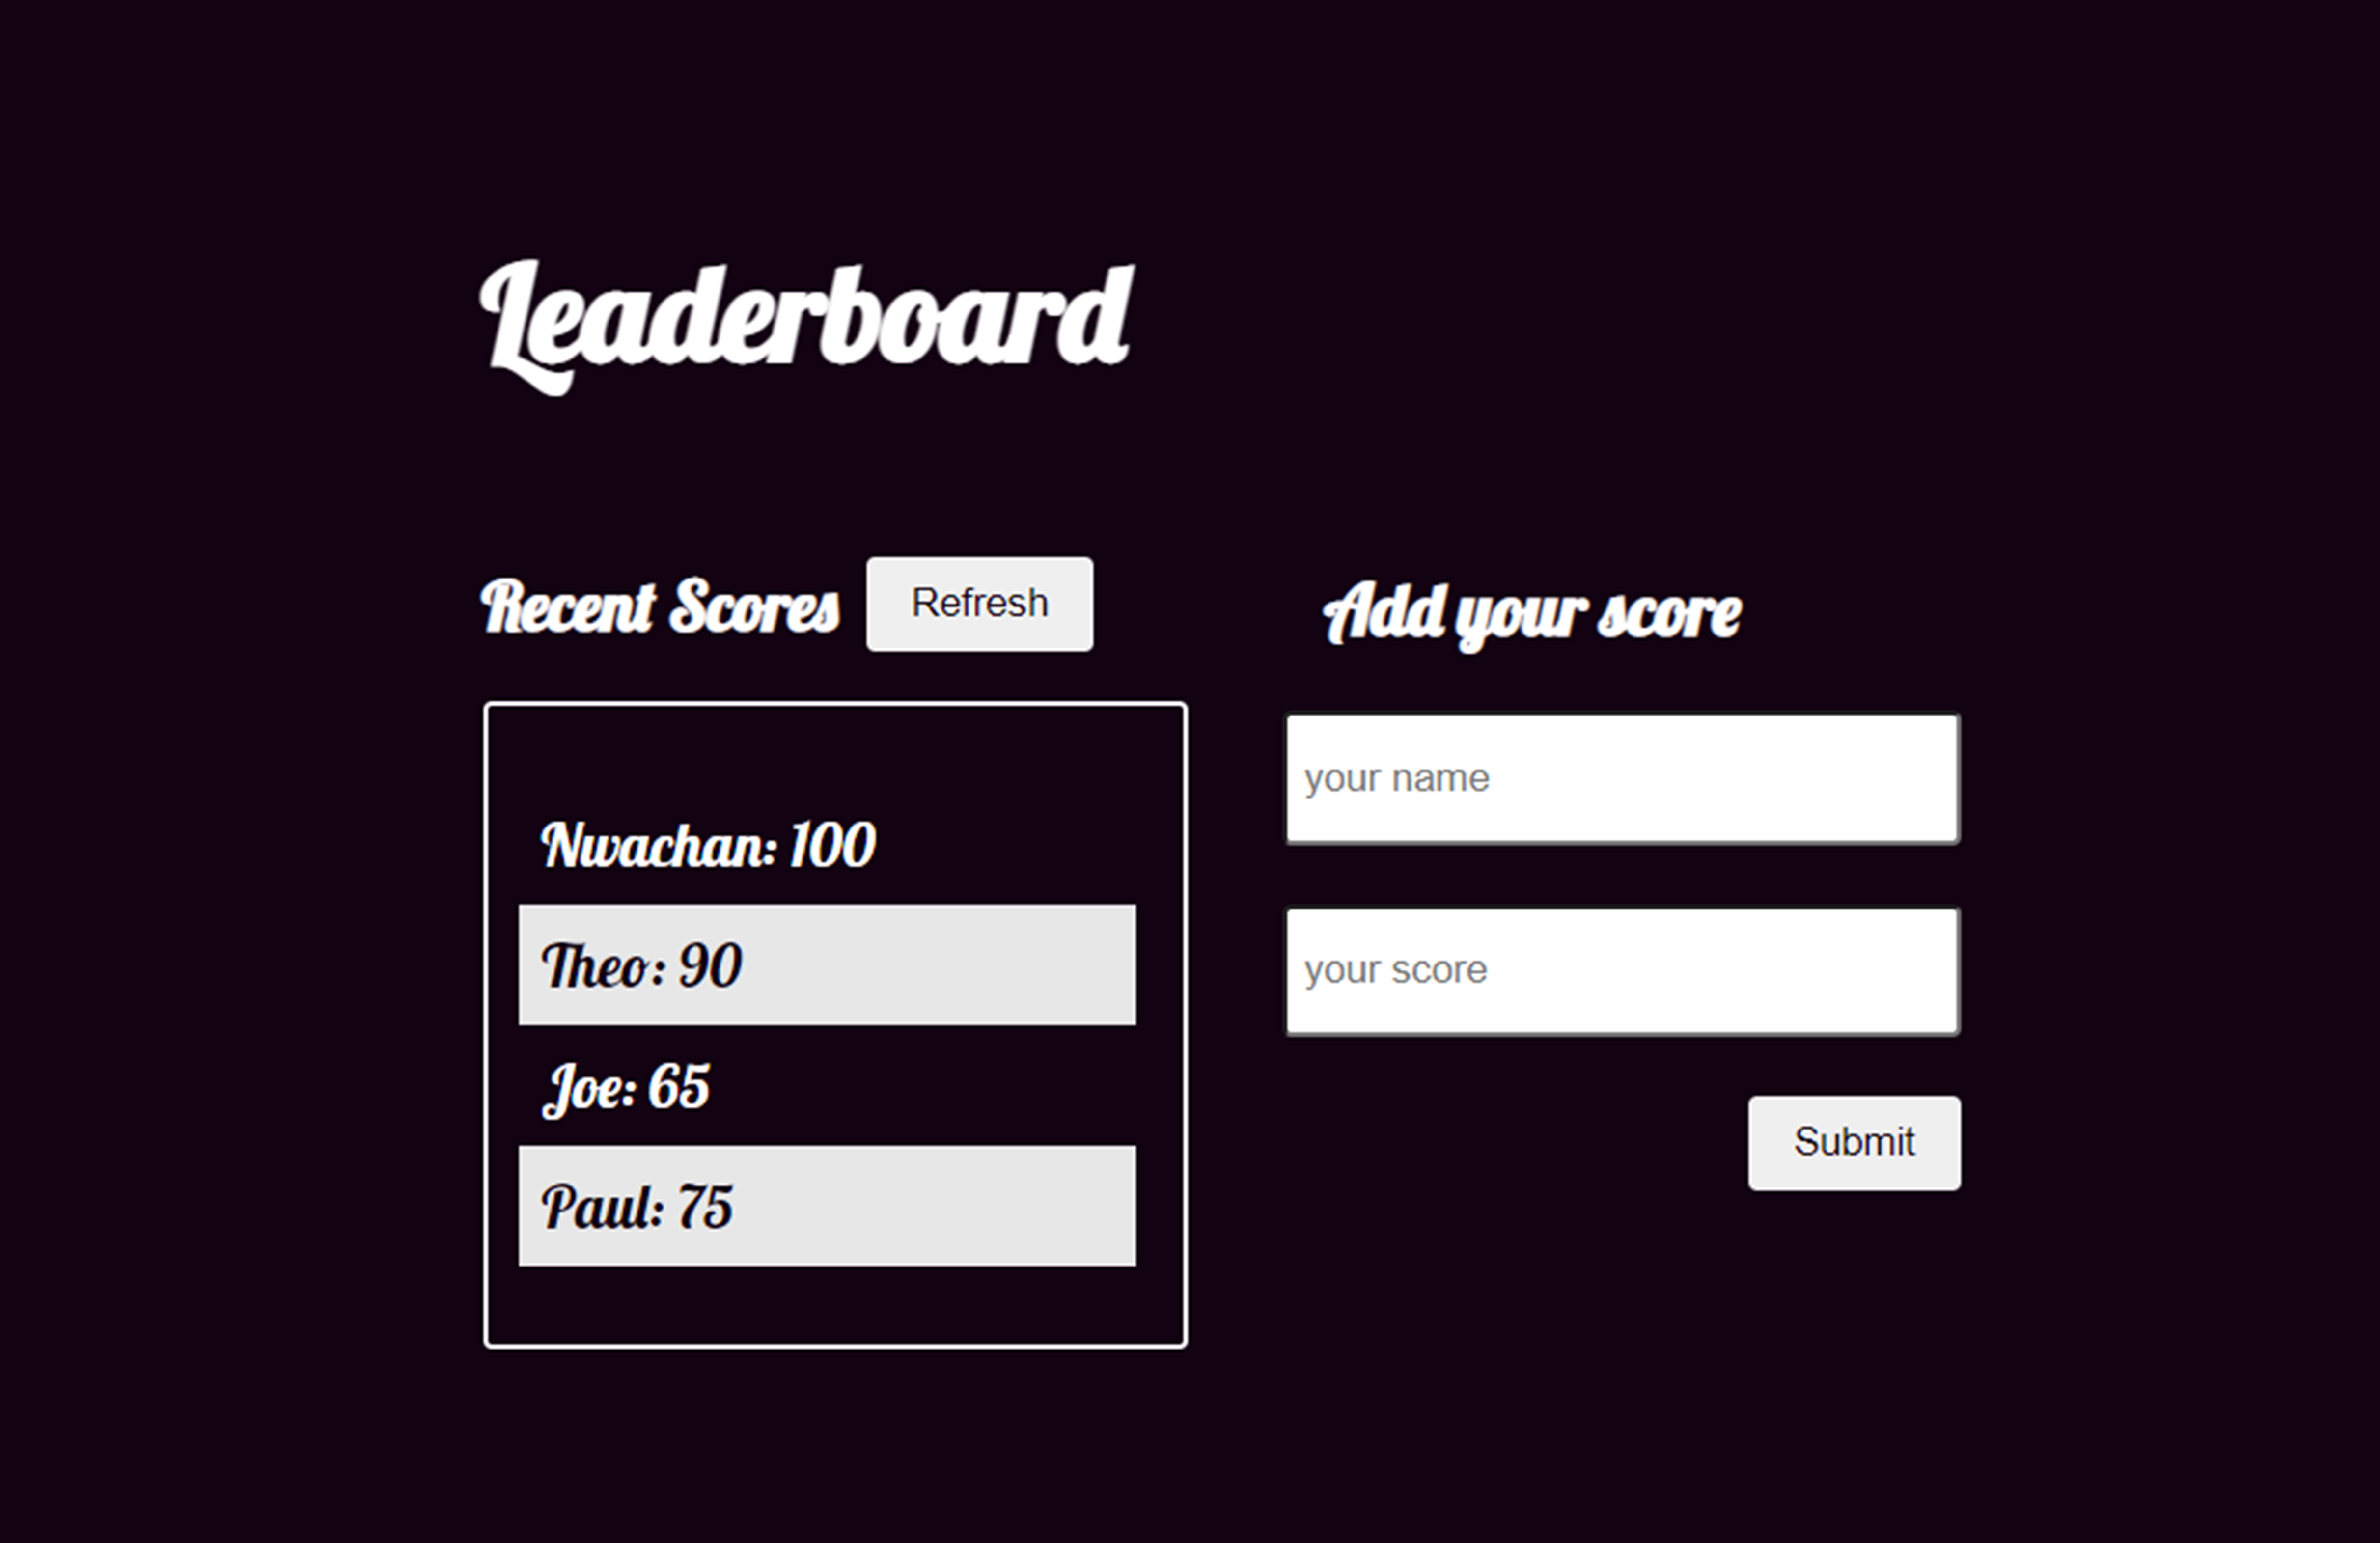 Leaderboard
Recent Scores
Refresh
Nwachan: 100
Theo: 90
Joe: 65
Paul: 75
Add your score
your name
your score
Submit